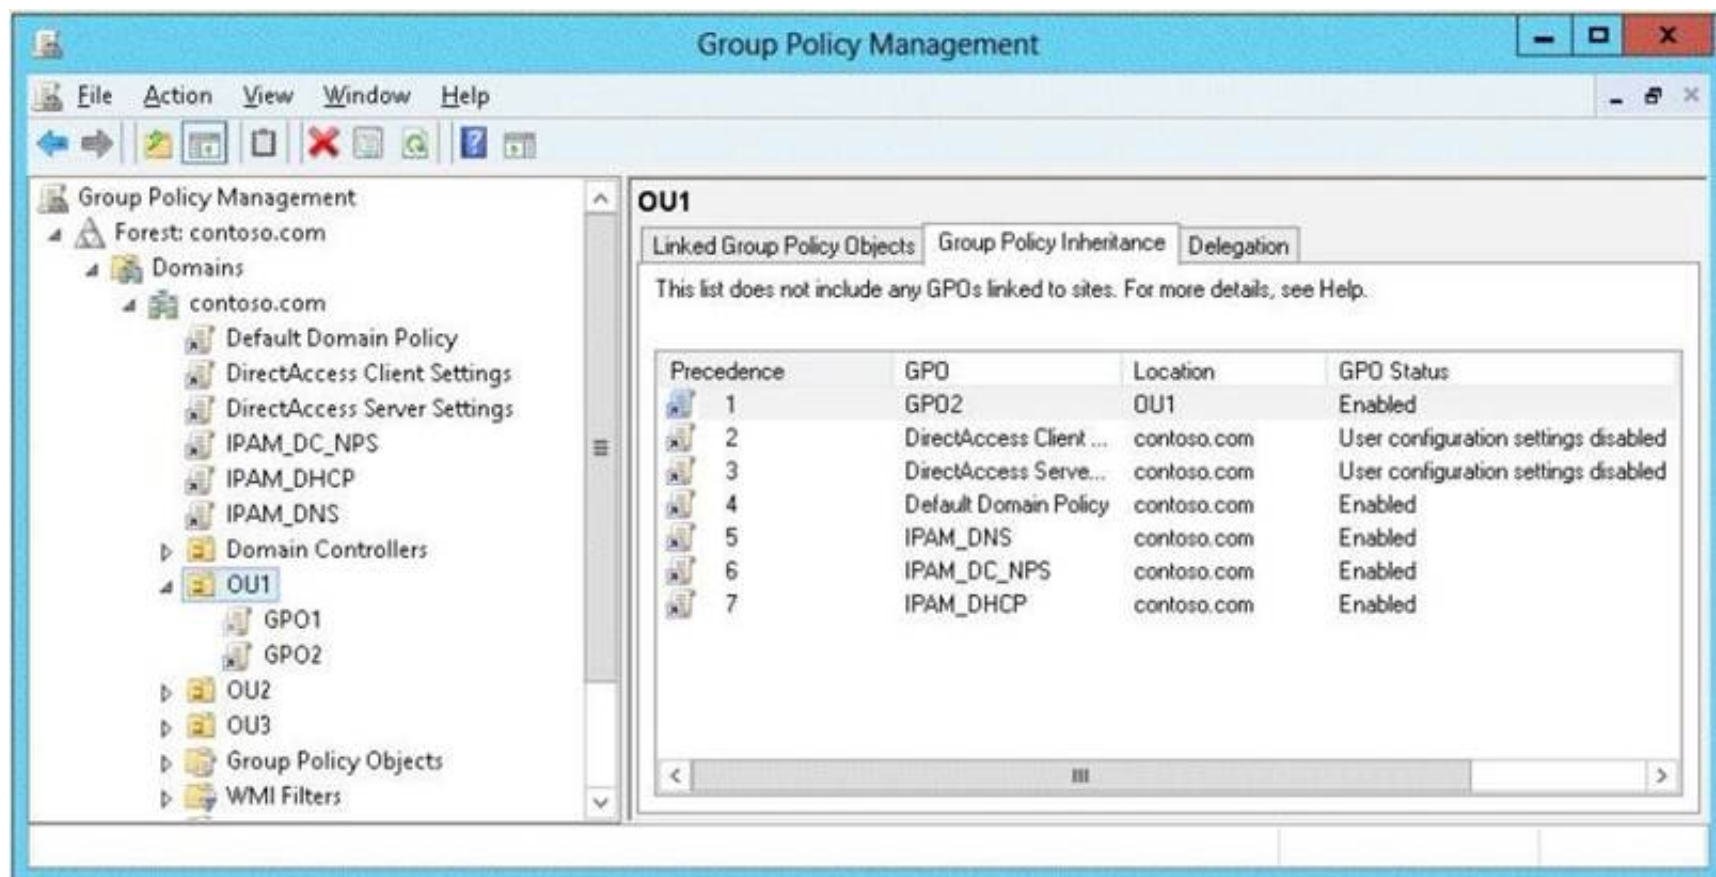 Group Policy Management
File Action View Window Help
Group Policy Management
Forest: contoso.com
Domains
contoso.com
Default Domain Policy
DirectAccess Client Settings
DirectAccess Server Settings
IPAM_DC_NPS
IPAM_DHCP
IPAM_DNS
Domain Controllers
OU1
GPO1
GPO2
OU2
OU3
Group Policy Objects
WMI Filters
OU1
Linked Group Policy Objects Group Policy Inheritance Delegation
This list does not include any GPOs linked to sites. For more details, see Help.
Precedence GPO Location GPO Status
1 GPO2 OU1 Enabled
2 DirectAccess Client ... contoso.com User configuration settings disabled
3 DirectAccess Serve... contoso.com User configuration settings disabled
4 Default Domain Policy contoso.com Enabled
5 IPAM_DNS contoso.com Enabled
6 IPAM_DC_NPS contoso.com Enabled
7 IPAM_DHCP contoso.com Enabled